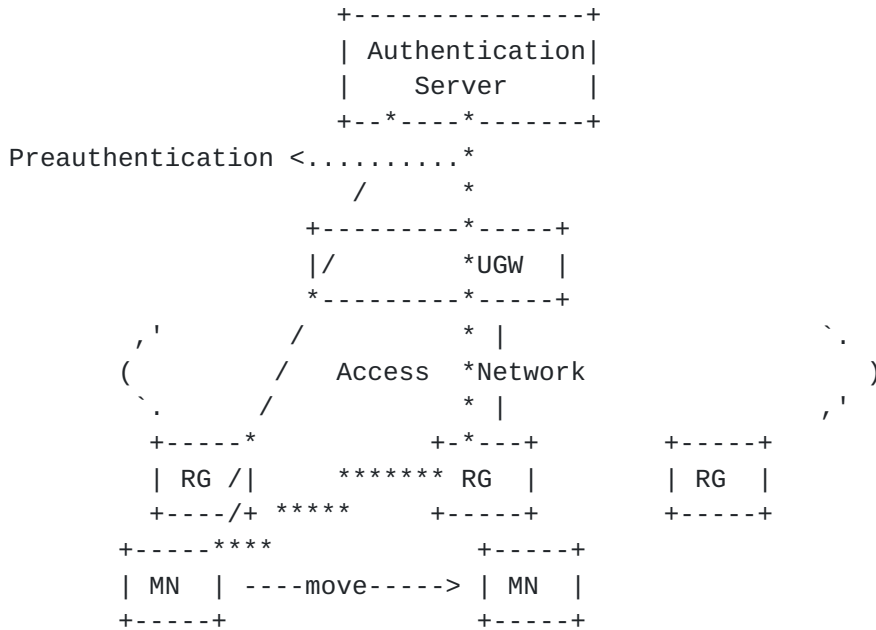 +---------------+
                     | Authentication|
                     |    Server     |
                     +--*----*-------+
Preauthentication <..........*
                      /      *
                   +---------*-----+
                   |/        *UGW  |
                   *---------*-----+
        ,'        /          * |                    `.
       (         /   Access  *Network                  )
        `.      /            * |                    ,'
         +-----*           +-*---+        +-----+
         | RG /|     ******* RG  |        | RG  |
         +----/+ *****     +-----+        +-----+
       +-----****             +-----+
       | MN  | ----move-----> | MN  |
       +-----+                +-----+